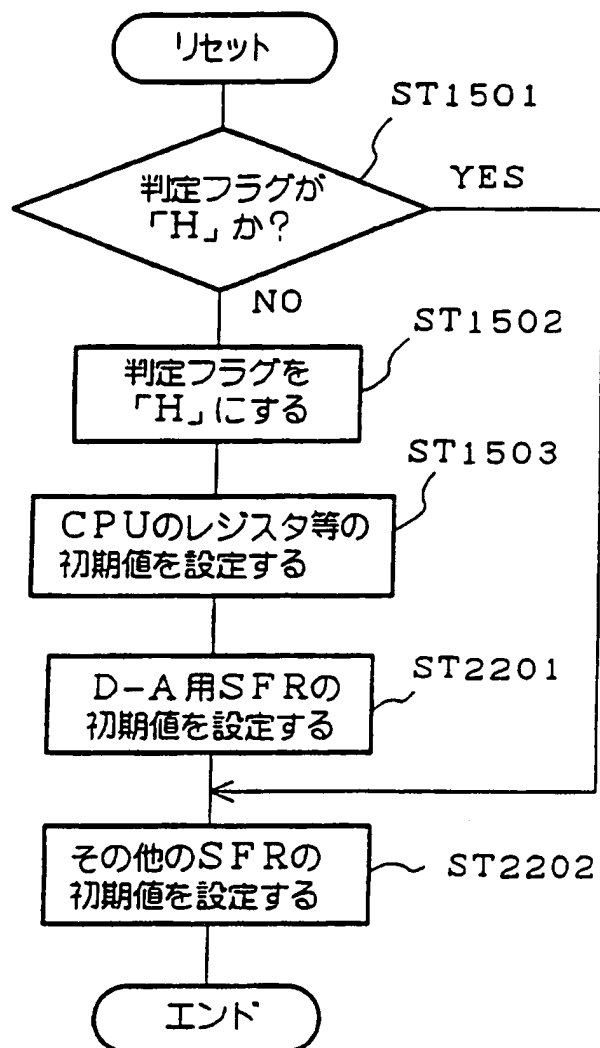 リセット
ST1501
判定フラグが
「H」か?
YES
NO
ST1502
判定フラグを
「H」にする
ST1503
CPUのレジスタ等の
初期値を設定する
ST2201
D-A用SFRの
初期値を設定する
その他のSFRの
初期値を設定する
ST2202
エンド